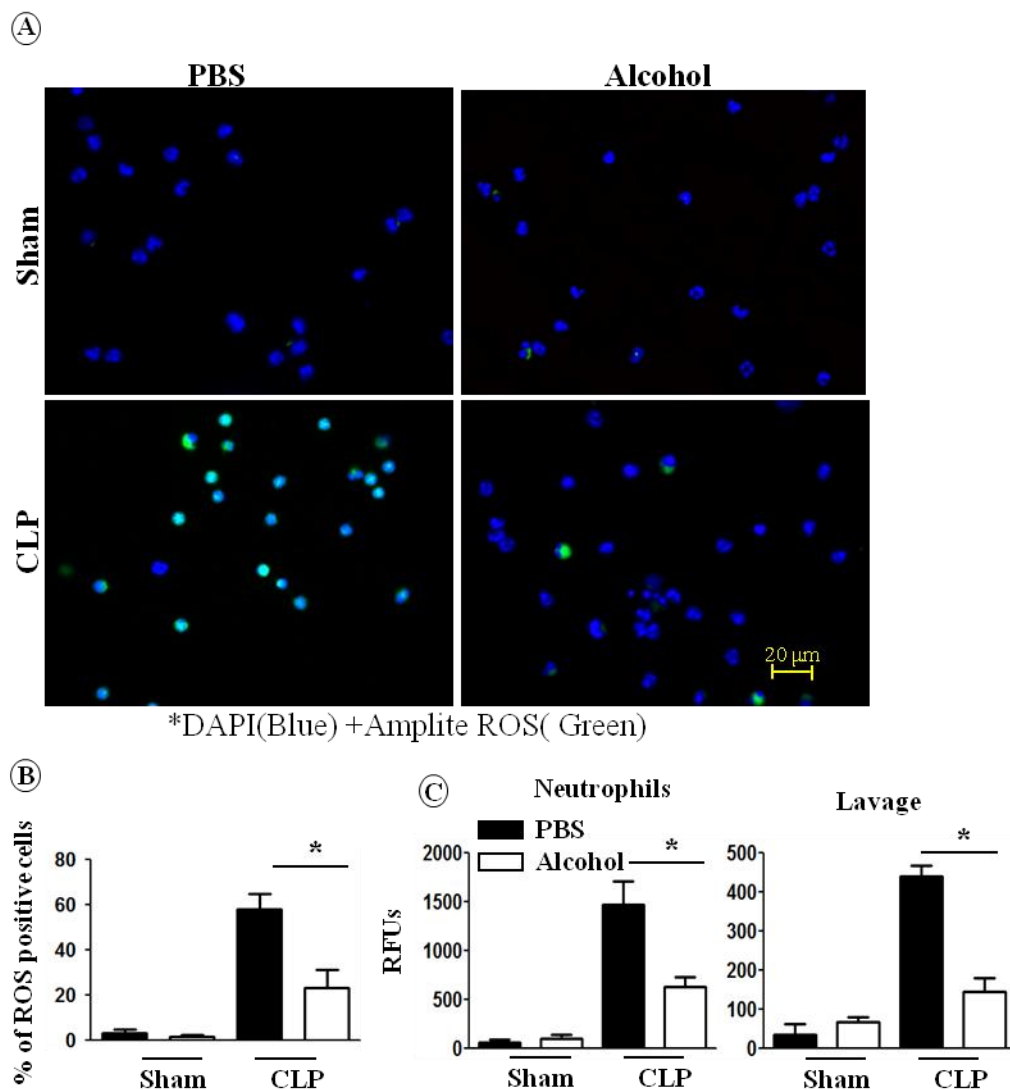 A
PBS Alcohol
Sham
CLP
20 µm
*DAPI(Blue) +Amplite ROS( Green)
B
% of ROS positive cells
80
60
40
20
0
*
Sham CLP
C
Neutrophils Lavage
PBS
Alcohol
RFUs
2000
1500
1000
500
0
*
Sham CLP
500
400
300
200
100
0
*
Sham CLP